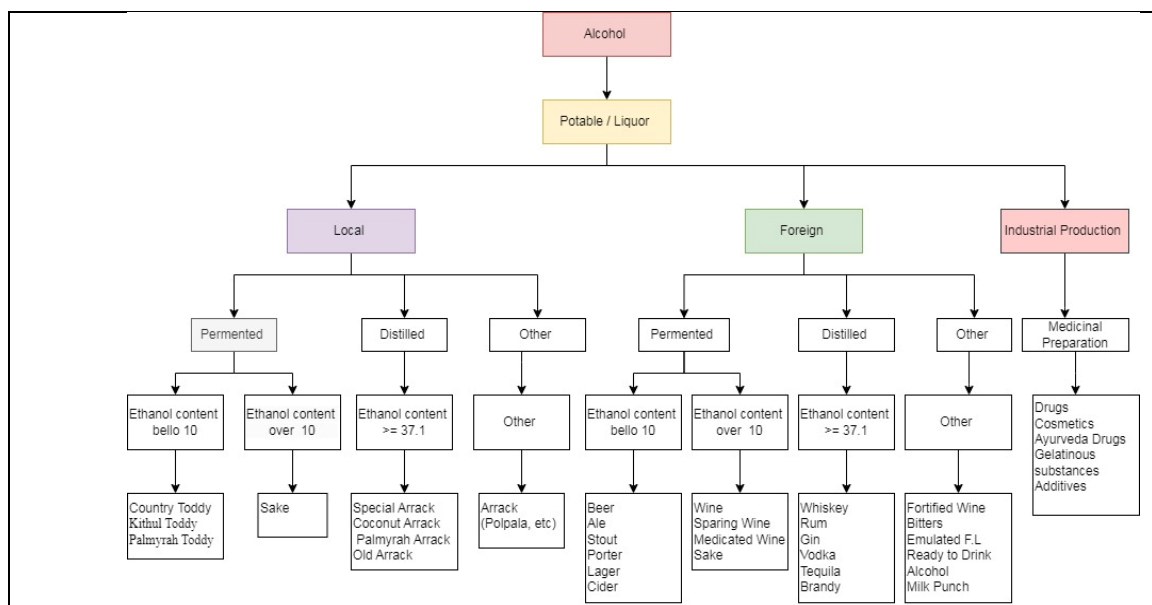 Alcohol
Potable / Liquor
Local
Foreign
Industrial Production
Permented
Distilled
Other
Permented
Distilled
Other
Medicinal
Preparation
Ethanol content
bello 10
Ethanol content
over 10
Ethanol content
>= 37.1
Other
Ethanol content
bello 10
Ethanol content
over 10
Ethanol content
>= 37.1
Other
Drugs
Cosmetics
Ayurveda Drugs
Gelatinous
substances
Additives
Country Toddy
Kithul Toddy
Palmyrah Toddy
Sake
Special Arrack
Coconut Arrack
Palmyrah Arrack
Old Arrack
Arrack
(Polpala, etc)
Beer
Ale
Stout
Porter
Lager
Cider
Wine
Sparing Wine
Medicated Wine
Sake
Whiskey
Rum
Gin
Vodka
Tequila
Brandy
Fortified Wine
Bitters
Emulated F.L
Ready to Drink
Alcohol
Milk Punch